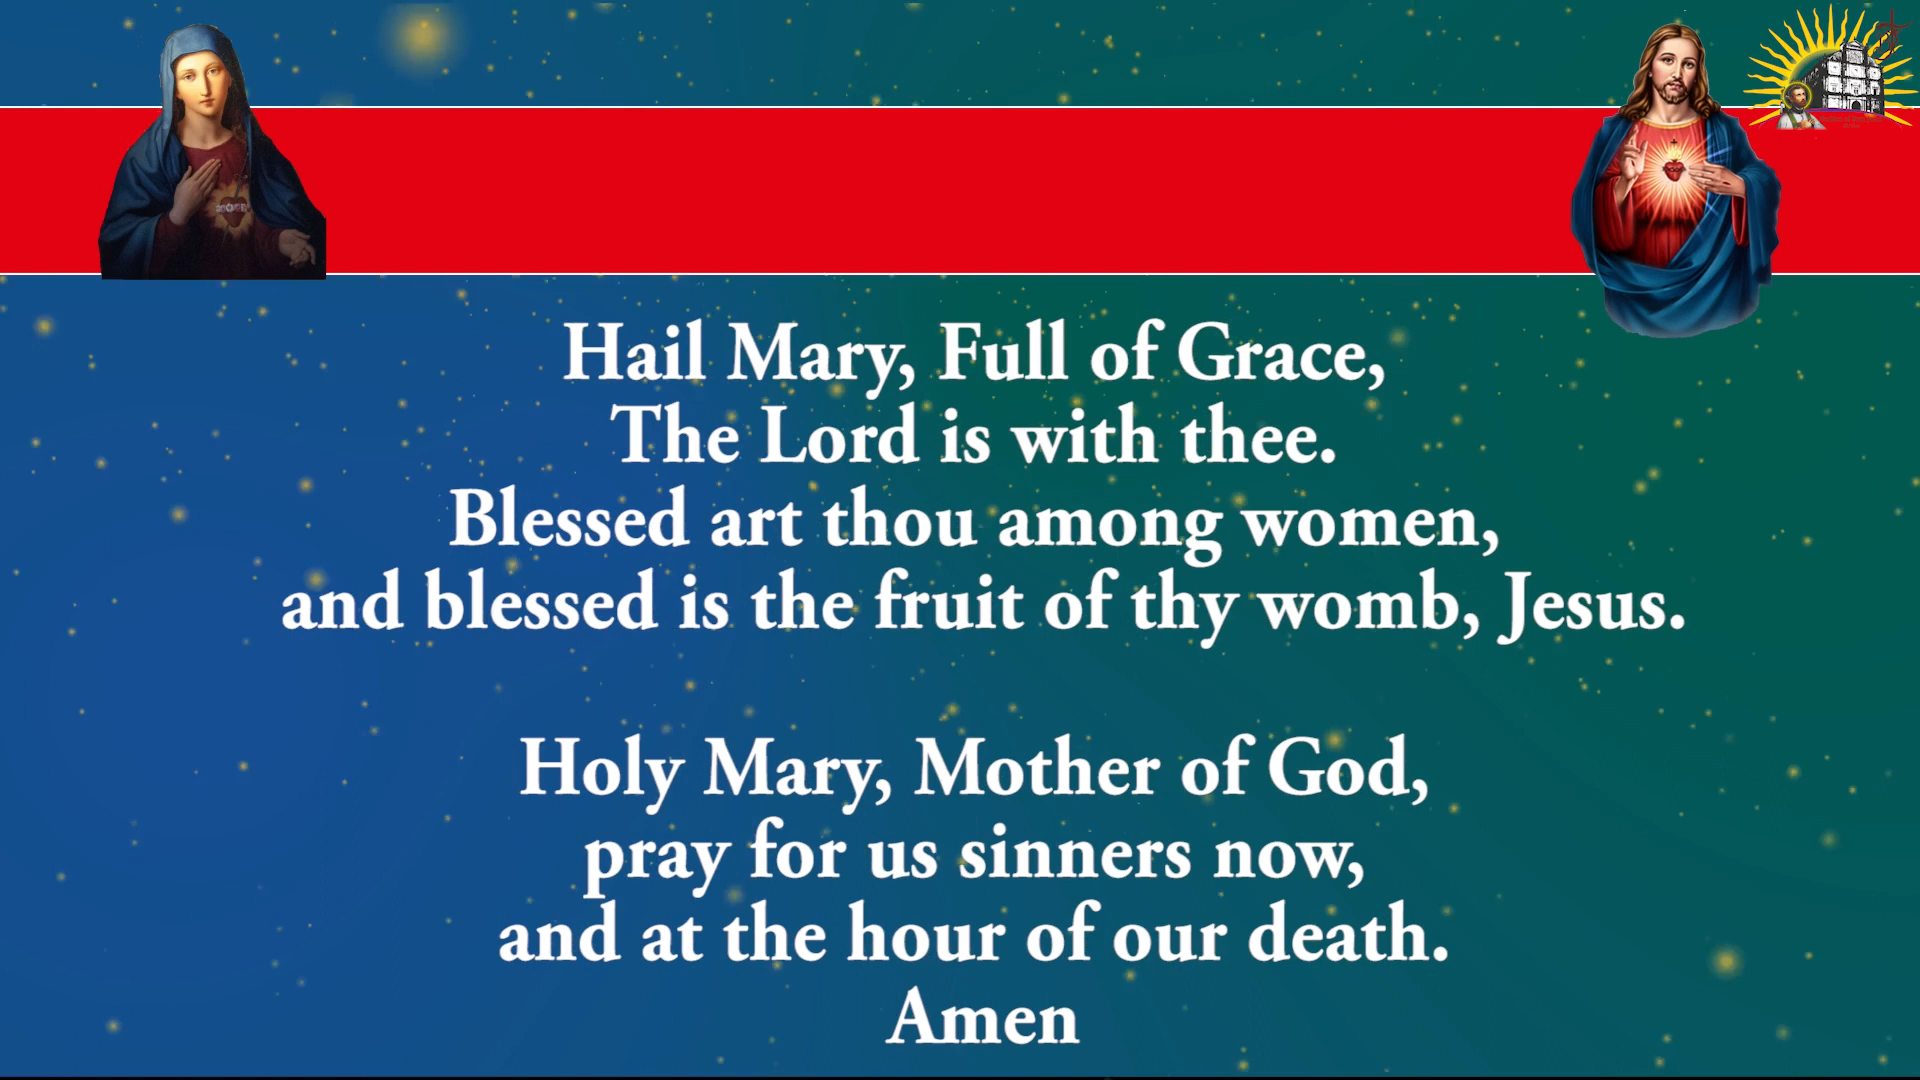 Hail Mary, Full of Grace,
The Lord is with thee.
Blessed art thou among women,
and blessed is the fruit of thy womb, Jesus.
Holy Mary, Mother of God,
pray for us sinners now,
and at the hour of our death.
Amen